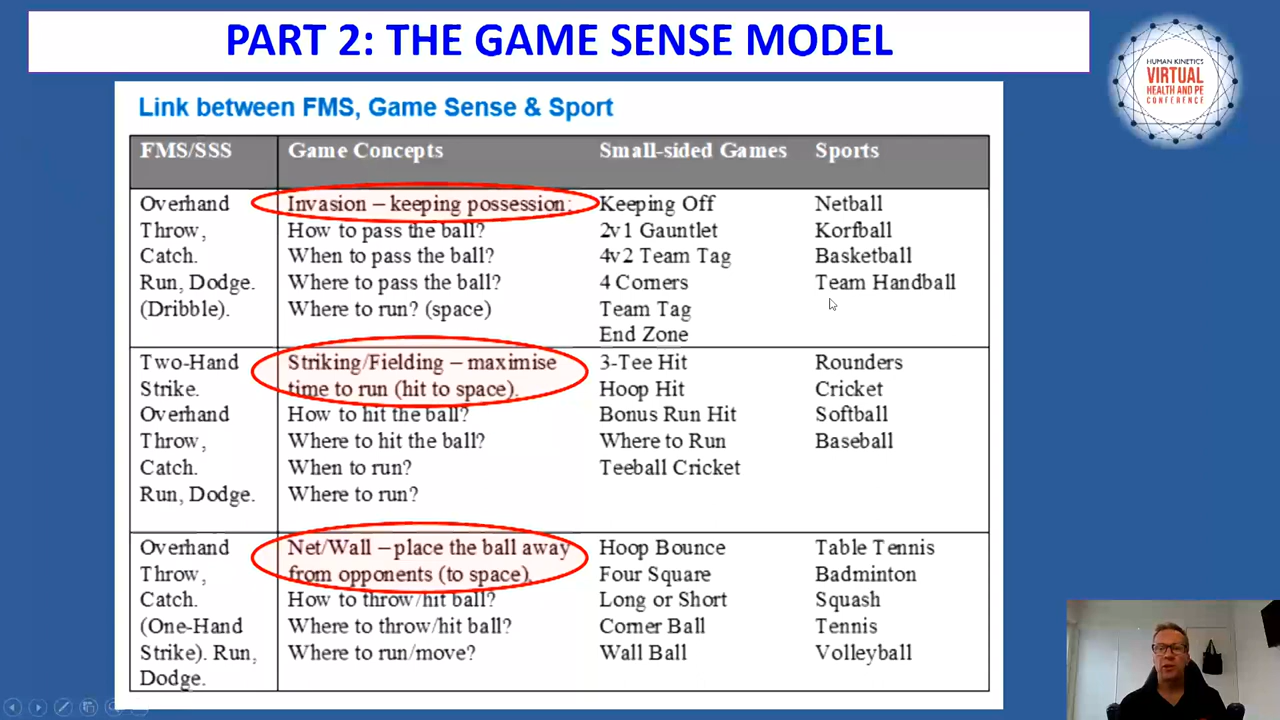 PART 2: THE GAME SENSE MODEL
HUMAN KINETICS
VIRTUAL
HEALTH AND PE
CONFERENCE
Link between FMS, Game Sense & Sport
FMS/SSS
Game Concepts
Small-sided Games
Sports
Overhand
Throw,
Catch.
Run, Dodge.
(Dribble).
Invasion – keeping possession;
How to pass the ball?
When to pass the ball?
Where to pass the ball?
Where to run? (space)
Keeping Off
2v1 Gauntlet
4v2 Team Tag
4 Corners
Team Tag
End Zone
Netball
Korfball
Basketball
Team Handball
Two-Hand
Strike.
Overhand
Throw,
Catch.
Run, Dodge.
Striking/Fielding – maximise
time to run (hit to space).
How to hit the ball?
Where to hit the ball?
When to run?
Where to run?
3-Tee Hit
Hoop Hit
Bonus Run Hit
Where to Run
Teeball Cricket
Rounders
Cricket
Softball
Baseball
Overhand
Throw,
Catch.
(One-Hand
Strike). Run,
Dodge.
Net/Wall – place the ball away
from opponents (to space).
How to throw/hit ball?
Where to throw/hit ball?
Where to run/move?
Hoop Bounce
Four Square
Long or Short
Corner Ball
Wall Ball
Table Tennis
Badminton
Squash
Tennis
Volleyball